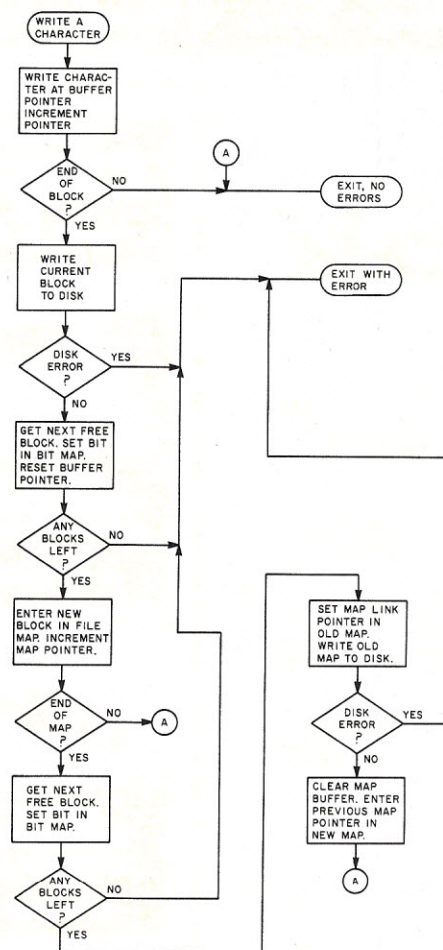 WRITE A
CHARACTER
WRITE CHARAC-
TER AT BUFFER
POINTER
INCREMENT
POINTER
END
OF
BLOCK
?
NO
YES
A
EXIT, NO
ERRORS
WRITE
CURRENT
BLOCK
TO DISK
EXIT WITH
ERROR
DISK
ERROR
?
YES
NO
GET NEXT FREE
BLOCK. SET BIT
IN BIT MAP.
RESET BUFFER
POINTER.
ANY
BLOCKS
LEFT
?
NO
YES
ENTER NEW
BLOCK IN FILE
MAP. INCREMENT
MAP POINTER.
END
OF
MAP
?
NO
A
YES
GET NEXT
FREE BLOCK.
SET BIT IN
BIT MAP.
ANY
BLOCKS
LEFT
?
NO
YES
SET MAP LINK
POINTER IN
OLD MAP.
WRITE OLD
MAP TO DISK.
DISK
ERROR
?
YES
NO
CLEAR MAP
BUFFER. ENTER
PREVIOUS MAP
POINTER IN
NEW MAP.
A